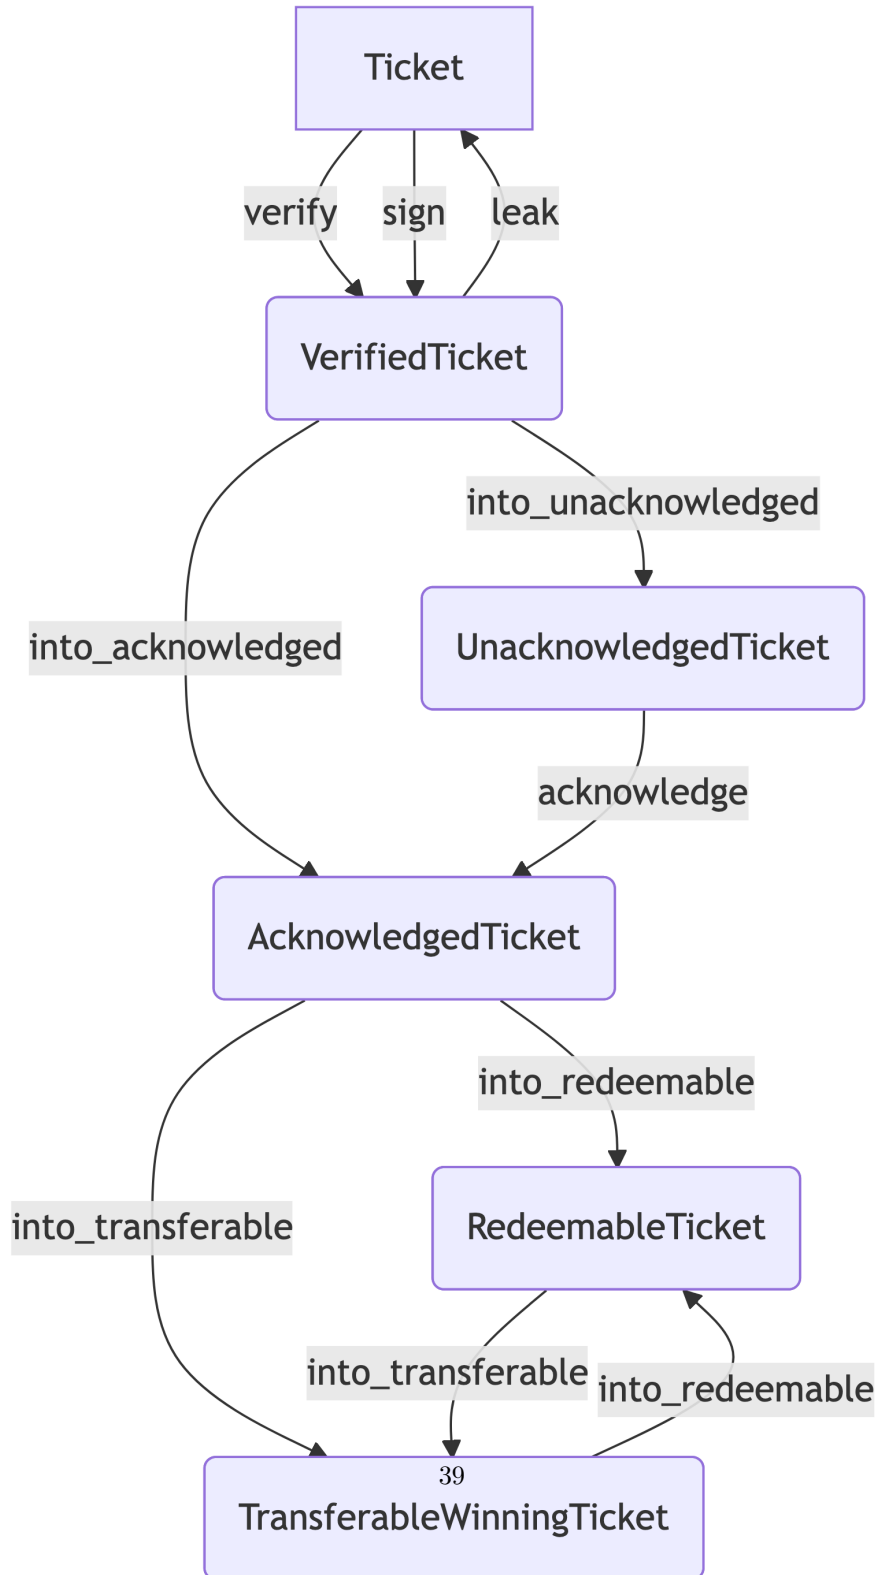 Ticket
verify
sign
leak
VerifiedTicket
into_unacknowledged
into_acknowledged
UnacknowledgedTicket
acknowledge
AcknowledgedTicket
into_redeemable
into_transferable
RedeemableTicket
into_transferable
into_redeemable
39
TransferableWinningTicket